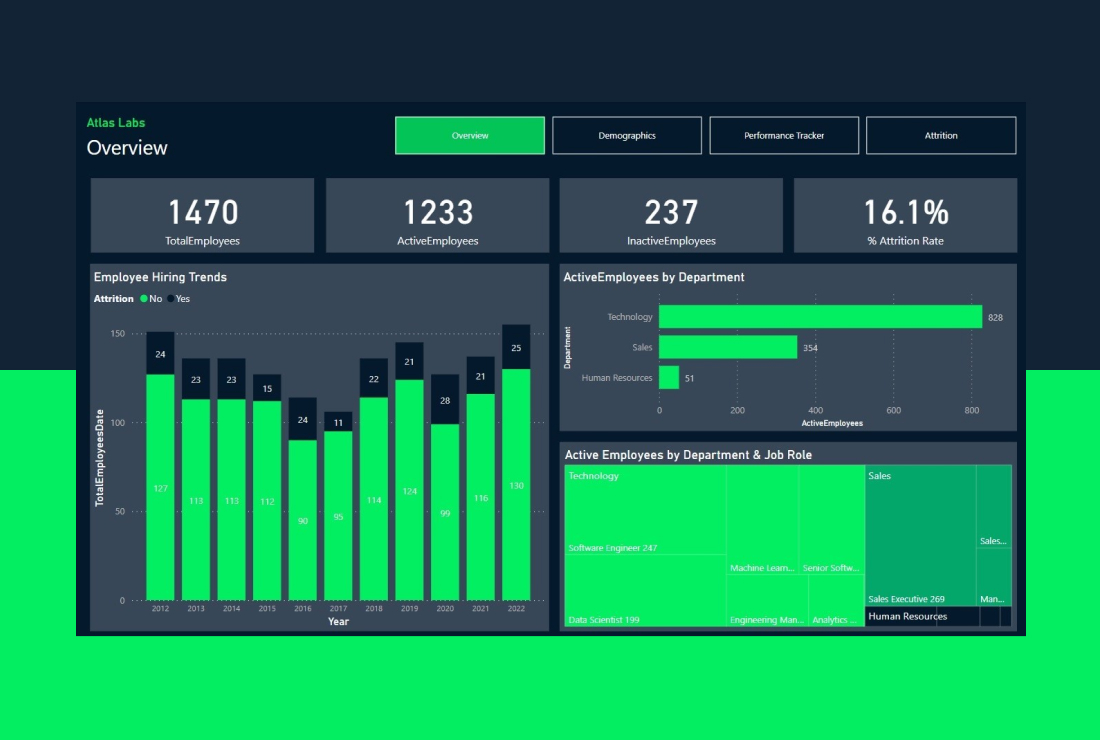 Atlas Labs
Overview
Overview
Demographics
Performance Tracker
Attrition
1470
TotalEmployees
1233
ActiveEmployees
237
InactiveEmployees
16.1%
% Attrition Rate
Employee Hiring Trends
Attrition No Yes
TotalEmployeesDate
150
100
50
0
24
23
23
15
24
11
22
21
28
21
25
127
113
113
112
90
95
114
124
99
116
130
2012 2013 2014 2015 2016 2017 2018 2019 2020 2021 2022
Year
ActiveEmployees by Department
Department
Technology 828
Sales 354
Human Resources 51
0 200 400 600 800
ActiveEmployees
Active Employees by Department & Job Role
Technology
Software Engineer 247
Data Scientist 199
Machine Learn...
Senior Softw...
Engineering Man...
Analytics ...
Sales
Sales Executive 269
Sales...
Man...
Human Resources